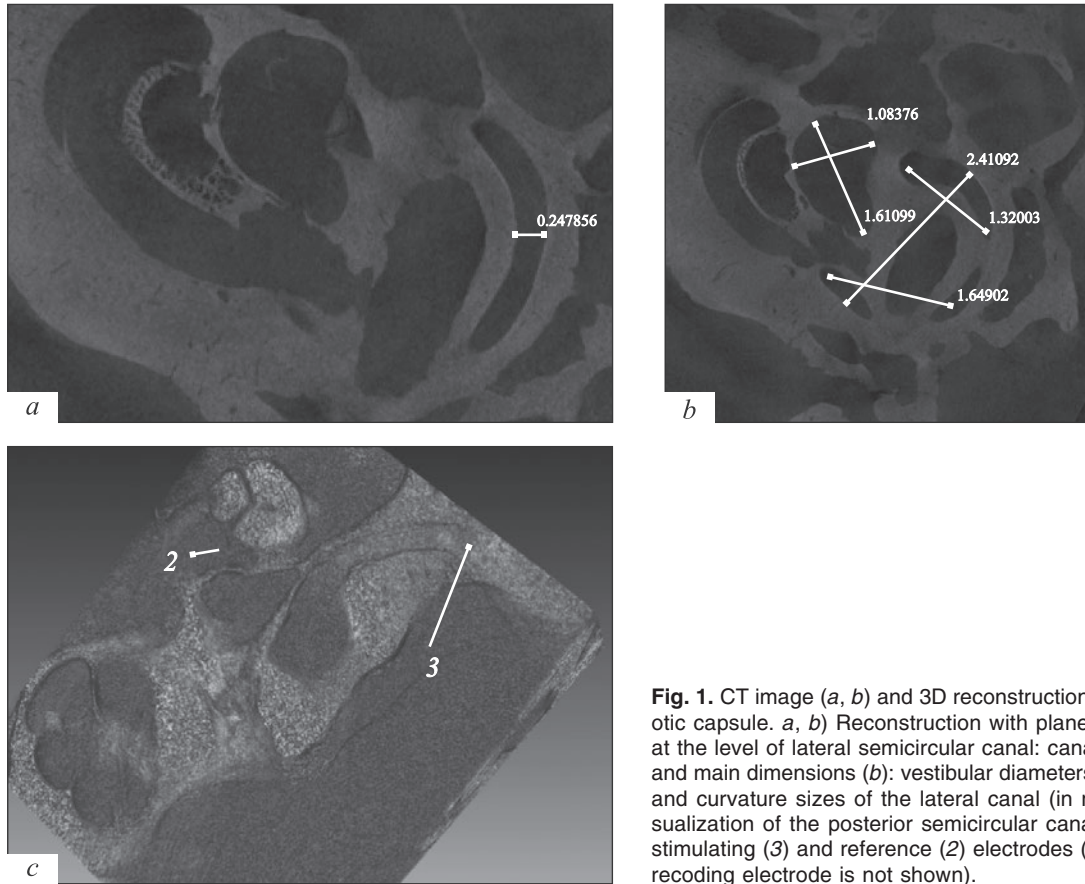 0.247856
a
1.08376
2.41092
1.61099
1.32003
1.64902
b
2
3
c
Fig. 1. CT image (a, b) and 3D reconstruction
otic capsule. a, b) Reconstruction with plane
at the level of lateral semicircular canal: cana
and main dimensions (b): vestibular diameters
and curvature sizes of the lateral canal (in r
sualization of the posterior semicircular cana
stimulating (3) and reference (2) electrodes (
recoding electrode is not shown).